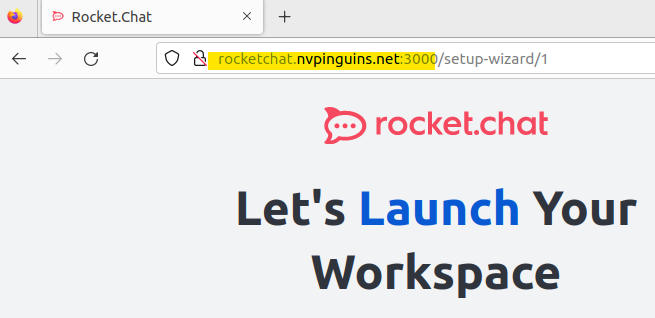 Rocket.Chat
rocketchat.nvpinguins.net:3000/setup-wizard/1
rocket.chat
Let's Launch Your
Workspace